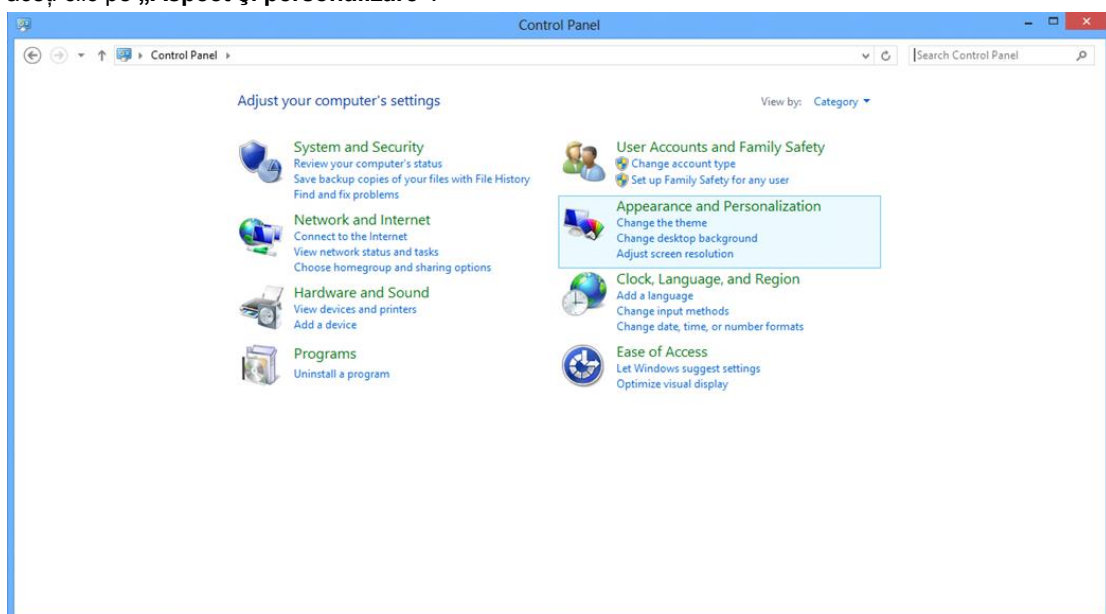 pe „Aspect şi personalizare”.
Control Panel
Control Panel
Search Control Panel
Adjust your computer's settings
View by: Category
System and Security
Review your computer's status
Save backup copies of your files with File History
Find and fix problems
Network and Internet
Connect to the Internet
View network status and tasks
Choose homegroup and sharing options
Hardware and Sound
View devices and printers
Add a device
Programs
Uninstall a program
User Accounts and Family Safety
Change account type
Set up Family Safety for any user
Appearance and Personalization
Change the theme
Change desktop background
Adjust screen resolution
Clock, Language, and Region
Add a language
Change input methods
Change date, time, or number formats
Ease of Access
Let Windows suggest settings
Optimize visual display